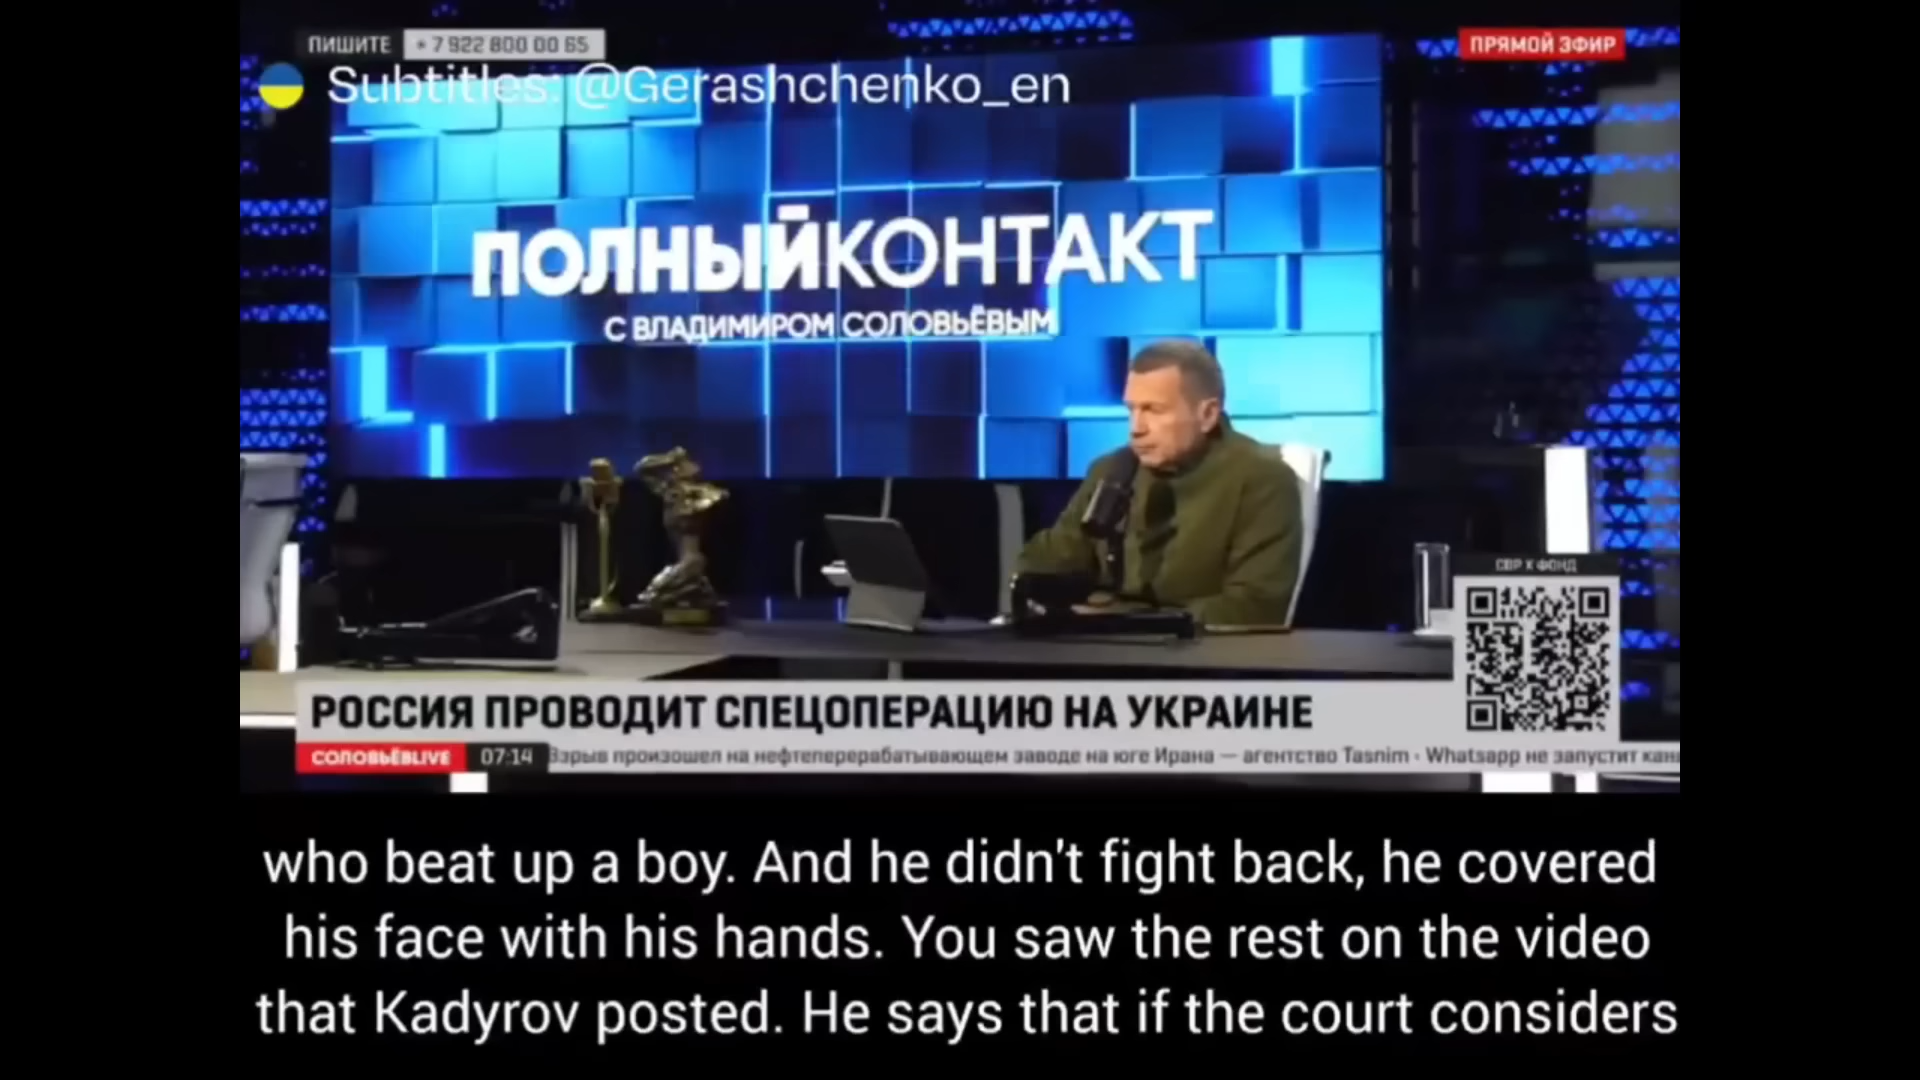 ПИШИТЕ + 7 922 800 00 65
ПРЯМОЙ ЭФИР
Subtitles: @Gerashchenko_en
ПОЛНЫЙКОНТАКТ
С ВЛАДИМИРОМ СОЛОВЬЁВЫМ
СВР X ФОНД
РОССИЯ ПРОВОДИТ СПЕЦОПЕРАЦИЮ НА УКРАИНЕ
СОЛОВЬЁВLIVE 07:14 Взрыв произошел на нефтеперерабатывающем заводе на юге Ирана — агентство Tasnim • Whatsapp не запустит
who beat up a boy. And he didn't fight back, he covered
his face with his hands. You saw the rest on the video
that Kadyrov posted. He says that if the court considers